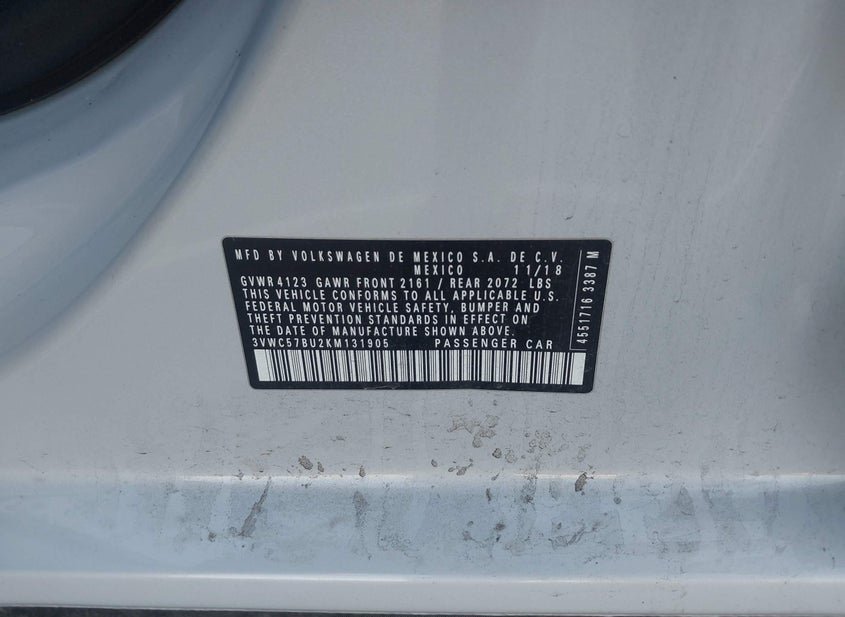 MFD BY VOLKSWAGEN DE MEXICO S.A. DE C.V.
MEXICO 11/18
GVWR 4123 GAWR FRONT 2161 / REAR 2072 LBS
THIS VEHICLE CONFORMS TO ALL APPLICABLE U.S.
FEDERAL MOTOR VEHICLE SAFETY, BUMPER AND
THEFT PREVENTION STANDARDS IN EFFECT ON
THE DATE OF MANUFACTURE SHOWN ABOVE.
3VWC57BU2KM131905 PASSENGER CAR
4551716 3387 M